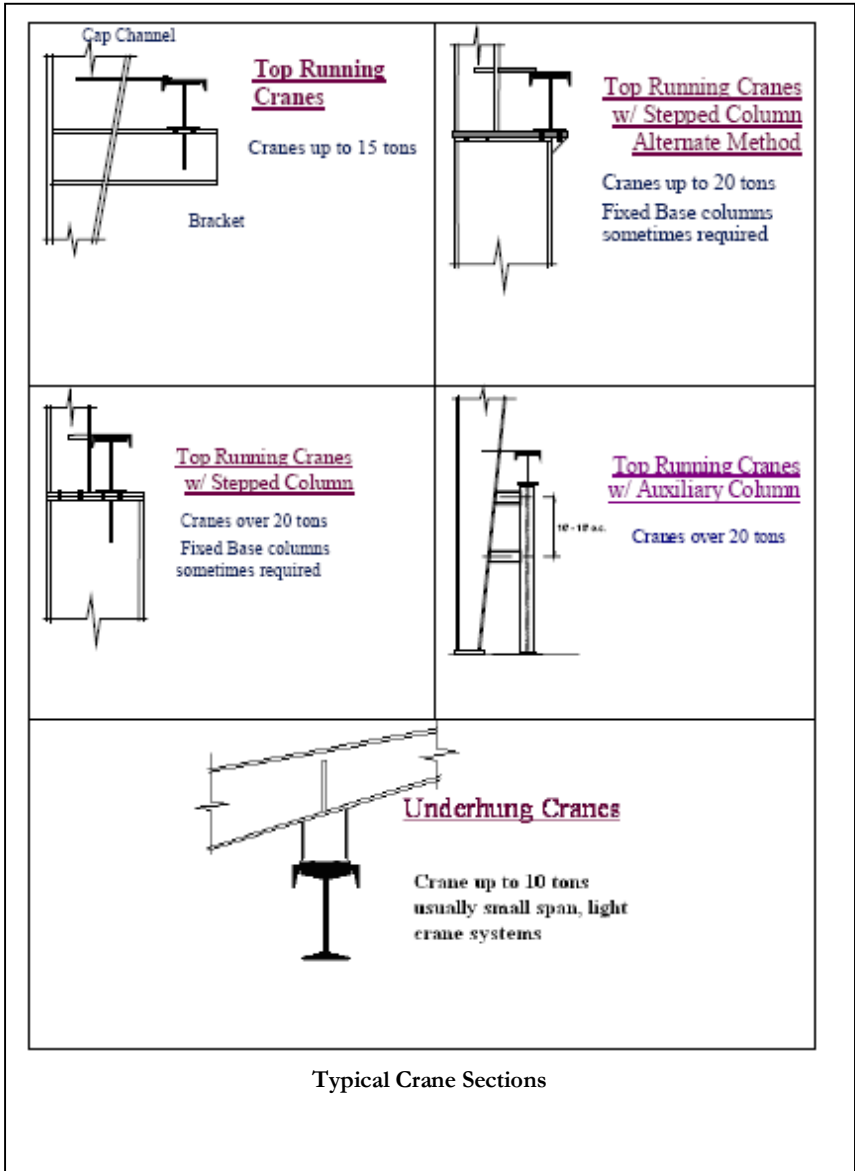 Cap Channel
Top Running
Cranes
Cranes up to 15 tons
Bracket
Top Running Cranes
w/ Stepped Column
Alternate Method
Cranes up to 20 tons
Fixed Base columns
sometimes required
Top Running Cranes
w/ Stepped Column
Cranes over 20 tons
Fixed Base columns
sometimes required
Top Running Cranes
w/ Auxiliary Column
o.c.
Cranes over 20 tons
Underhung Cranes
Crane up to 10 tons
usually small span, light
crane systems
Typical Crane Sections